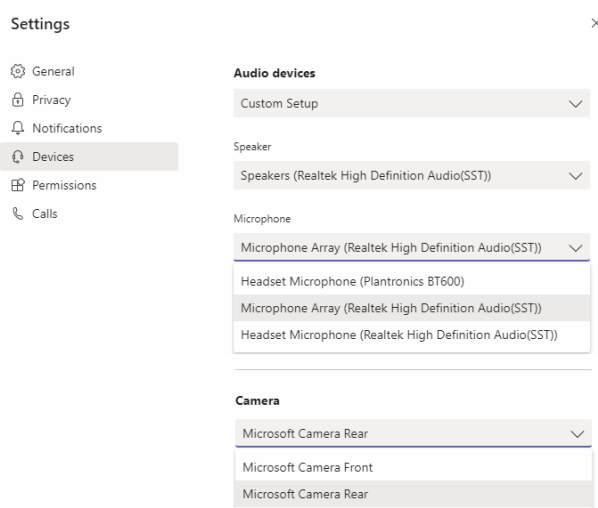 Settings
General
Privacy
Notifications
Devices
Permissions
Calls
Audio devices
Custom Setup
Speaker
Speakers (Realtek High Definition Audio(SST))
Microphone
Microphone Array (Realtek High Definition Audio(SST))
Headset Microphone (Plantronics BT600)
Microphone Array (Realtek High Definition Audio(SST))
Headset Microphone (Realtek High Definition Audio(SST))
Camera
Microsoft Camera Rear
Microsoft Camera Front
Microsoft Camera Rear